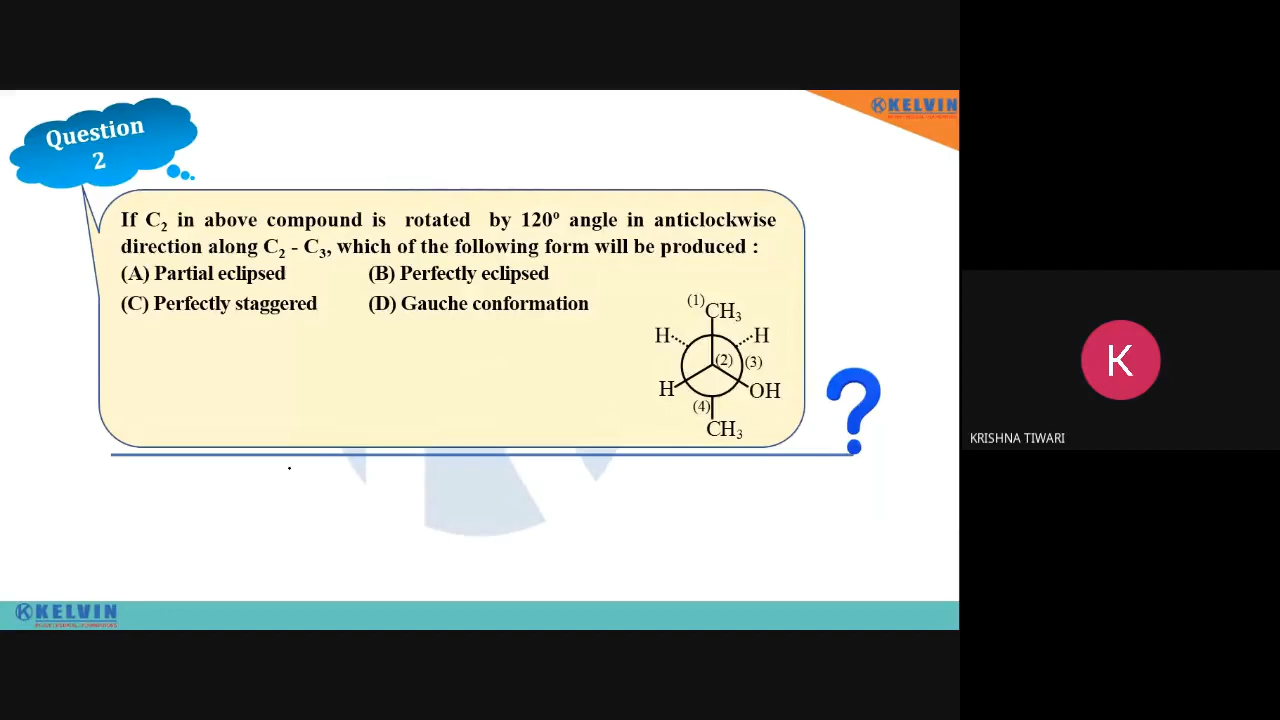 KELVIN
Question
2
If C₂ in above compound is rotated by 120º angle in anticlockwise
direction along C₂ - C₃, which of the following form will be produced :
(A) Partial eclipsed (B) Perfectly eclipsed
(C) Perfectly staggered (D) Gauche conformation
(1)CH₃
H H
(2) (3)
H OH
(4)
CH₃
K
KRISHNA TIWARI
KELVIN